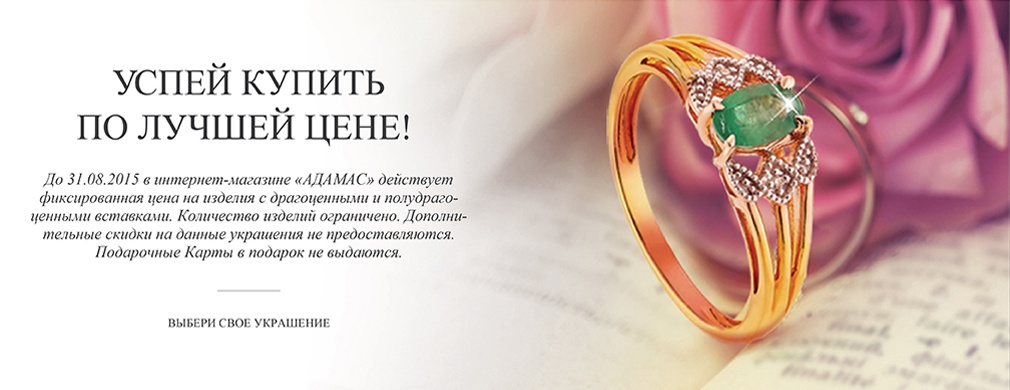 УСПЕЙ КУПИТЬ
ПО ЛУЧШЕЙ ЦЕНЕ!
До 31.08.2015 в интернет-магазине «АДАМАС» действует
фиксированная цена на изделия с драгоценными и полудраго-
ценными вставками. Количество изделий ограничено. Дополни-
тельные скидки на данные украшения не предоставляются.
Подарочные Карты в подарок не выдаются.
ВЫБЕРИ СВОЕ УКРАШЕНИЕ